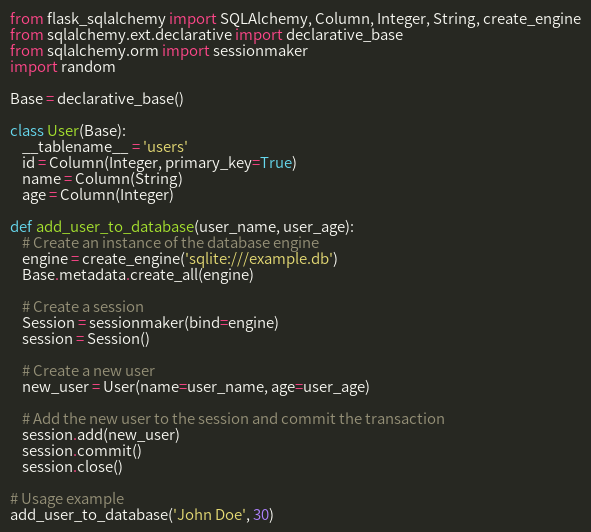 from flask_sqlalchemy import SQLAlchemy, Column, Integer, String, create_engine
from sqlalchemy.ext.declarative import declarative_base
from sqlalchemy.orm import sessionmaker
import random

Base = declarative_base()

class User(Base):
    __tablename__ = 'users'
    id = Column(Integer, primary_key=True)
    name = Column(String)
    age = Column(Integer)

def add_user_to_database(user_name, user_age):
    # Create an instance of the database engine
    engine = create_engine('sqlite:///example.db')
    Base.metadata.create_all(engine)

    # Create a session
    Session = sessionmaker(bind=engine)
    session = Session()

    # Create a new user
    new_user = User(name=user_name, age=user_age)

    # Add the new user to the session and commit the transaction
    session.add(new_user)
    session.commit()
    session.close()

# Usage example
add_user_to_database('John Doe', 30)